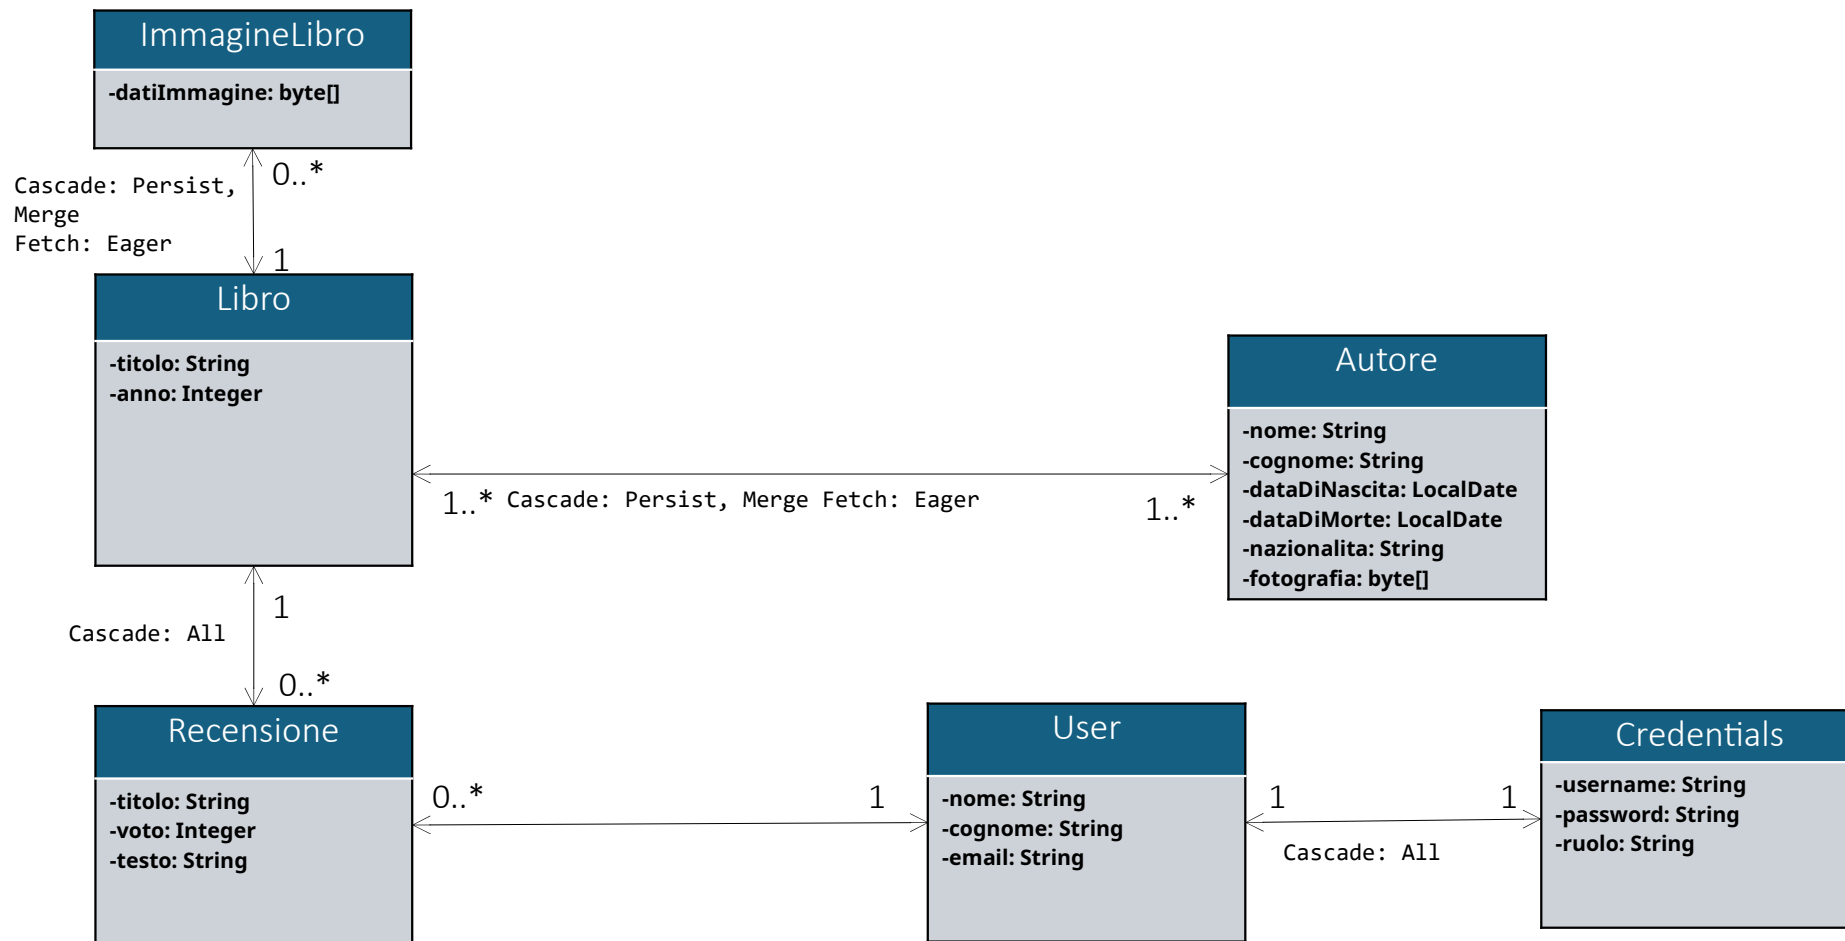 ImmagineLibro
-datiImmagine: byte[]
0..*
Cascade: Persist,
Merge
Fetch: Eager
1
Libro
-titolo: String
-anno: Integer
Autore
-nome: String
-cognome: String
-dataDiNascita: LocalDate
-dataDiMorte: LocalDate
-nazionalita: String
-fotografia: byte[]
1..* Cascade: Persist, Merge Fetch: Eager
1..*
1
Cascade: All
0..*
Recensione
-titolo: String
-voto: Integer
-testo: String
0..*
1
User
-nome: String
-cognome: String
-email: String
1
1
Cascade: All
Credentials
-username: String
-password: String
-ruolo: String